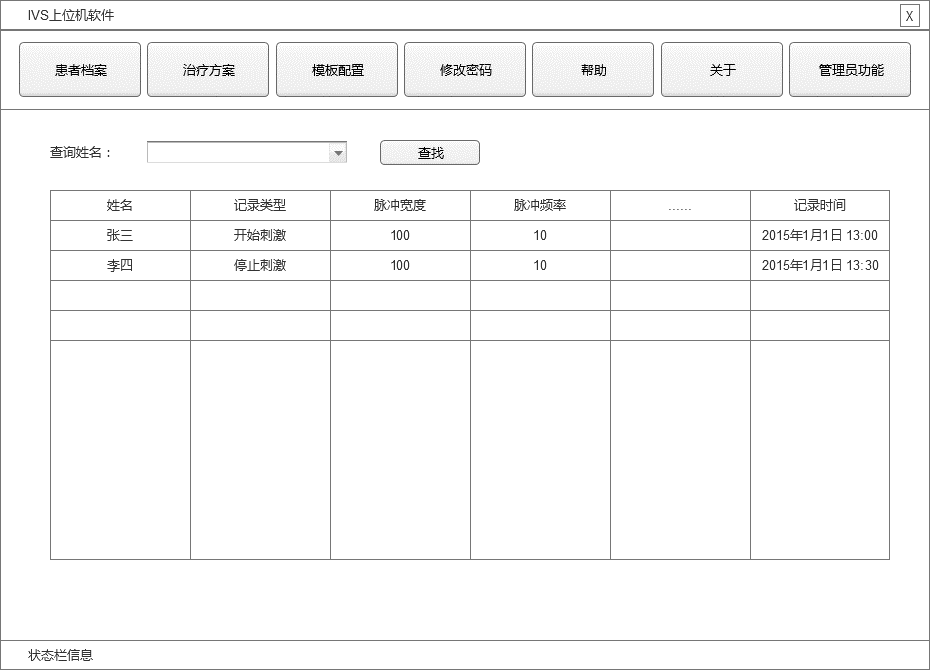 IVS上位机软件 X
患者档案 治疗方案 模板配置 修改密码 帮助 关于 管理员功能
查询姓名： 查找
姓名 记录类型 脉冲宽度 脉冲频率 ...... 记录时间
张三 开始刺激 100 10 2015年1月1日 13:00
李四 停止刺激 100 10 2015年1月1日 13:30
状态栏信息